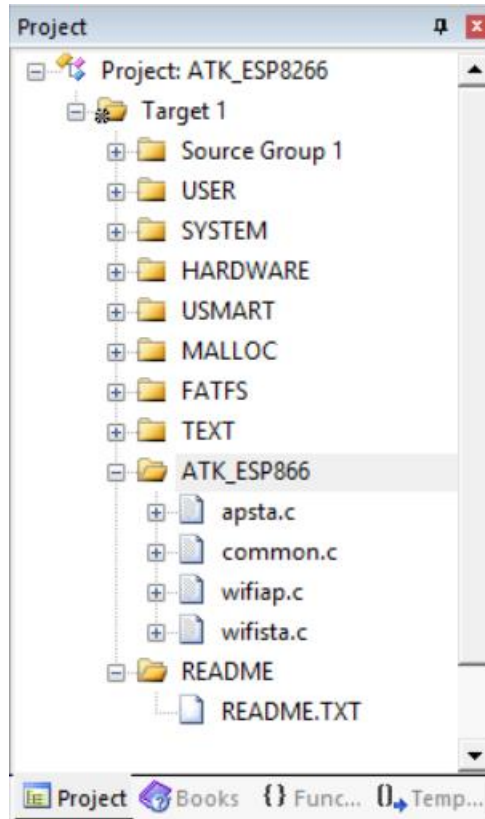 Project
Project: ATK_ESP8266
Target 1
Source Group 1
USER
SYSTEM
HARDWARE
USMART
MALLOC
FATFS
TEXT
ATK_ESP866
apsta.c
common.c
wifiap.c
wifista.c
README
README.TXT
Project Books {} Func... 0 Temp...